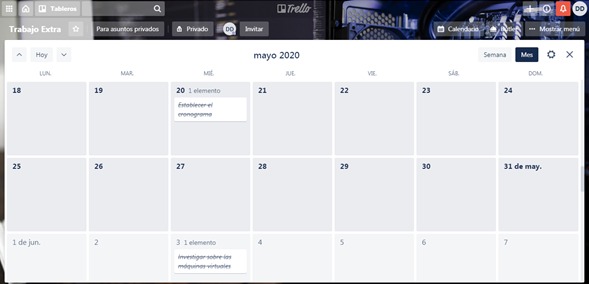 Tableros
Trello
Trabajo Extra
Para asuntos privados
Privado
DD
Invitar
Calendario
Butler
Mostrar menú
DD
Hoy
mayo 2020
Semana
Mes
LUN.
MAR.
MIÉ.
JUE.
VIE.
SÁB.
DOM.
18
19
20 1 elemento
Establecer el
cronograma
21
22
23
24
25
26
27
28
29
30
31 de may.
1 de jun.
2
3 1 elemento
Investigar sobre las
máquinas virtuales
4
5
6
7